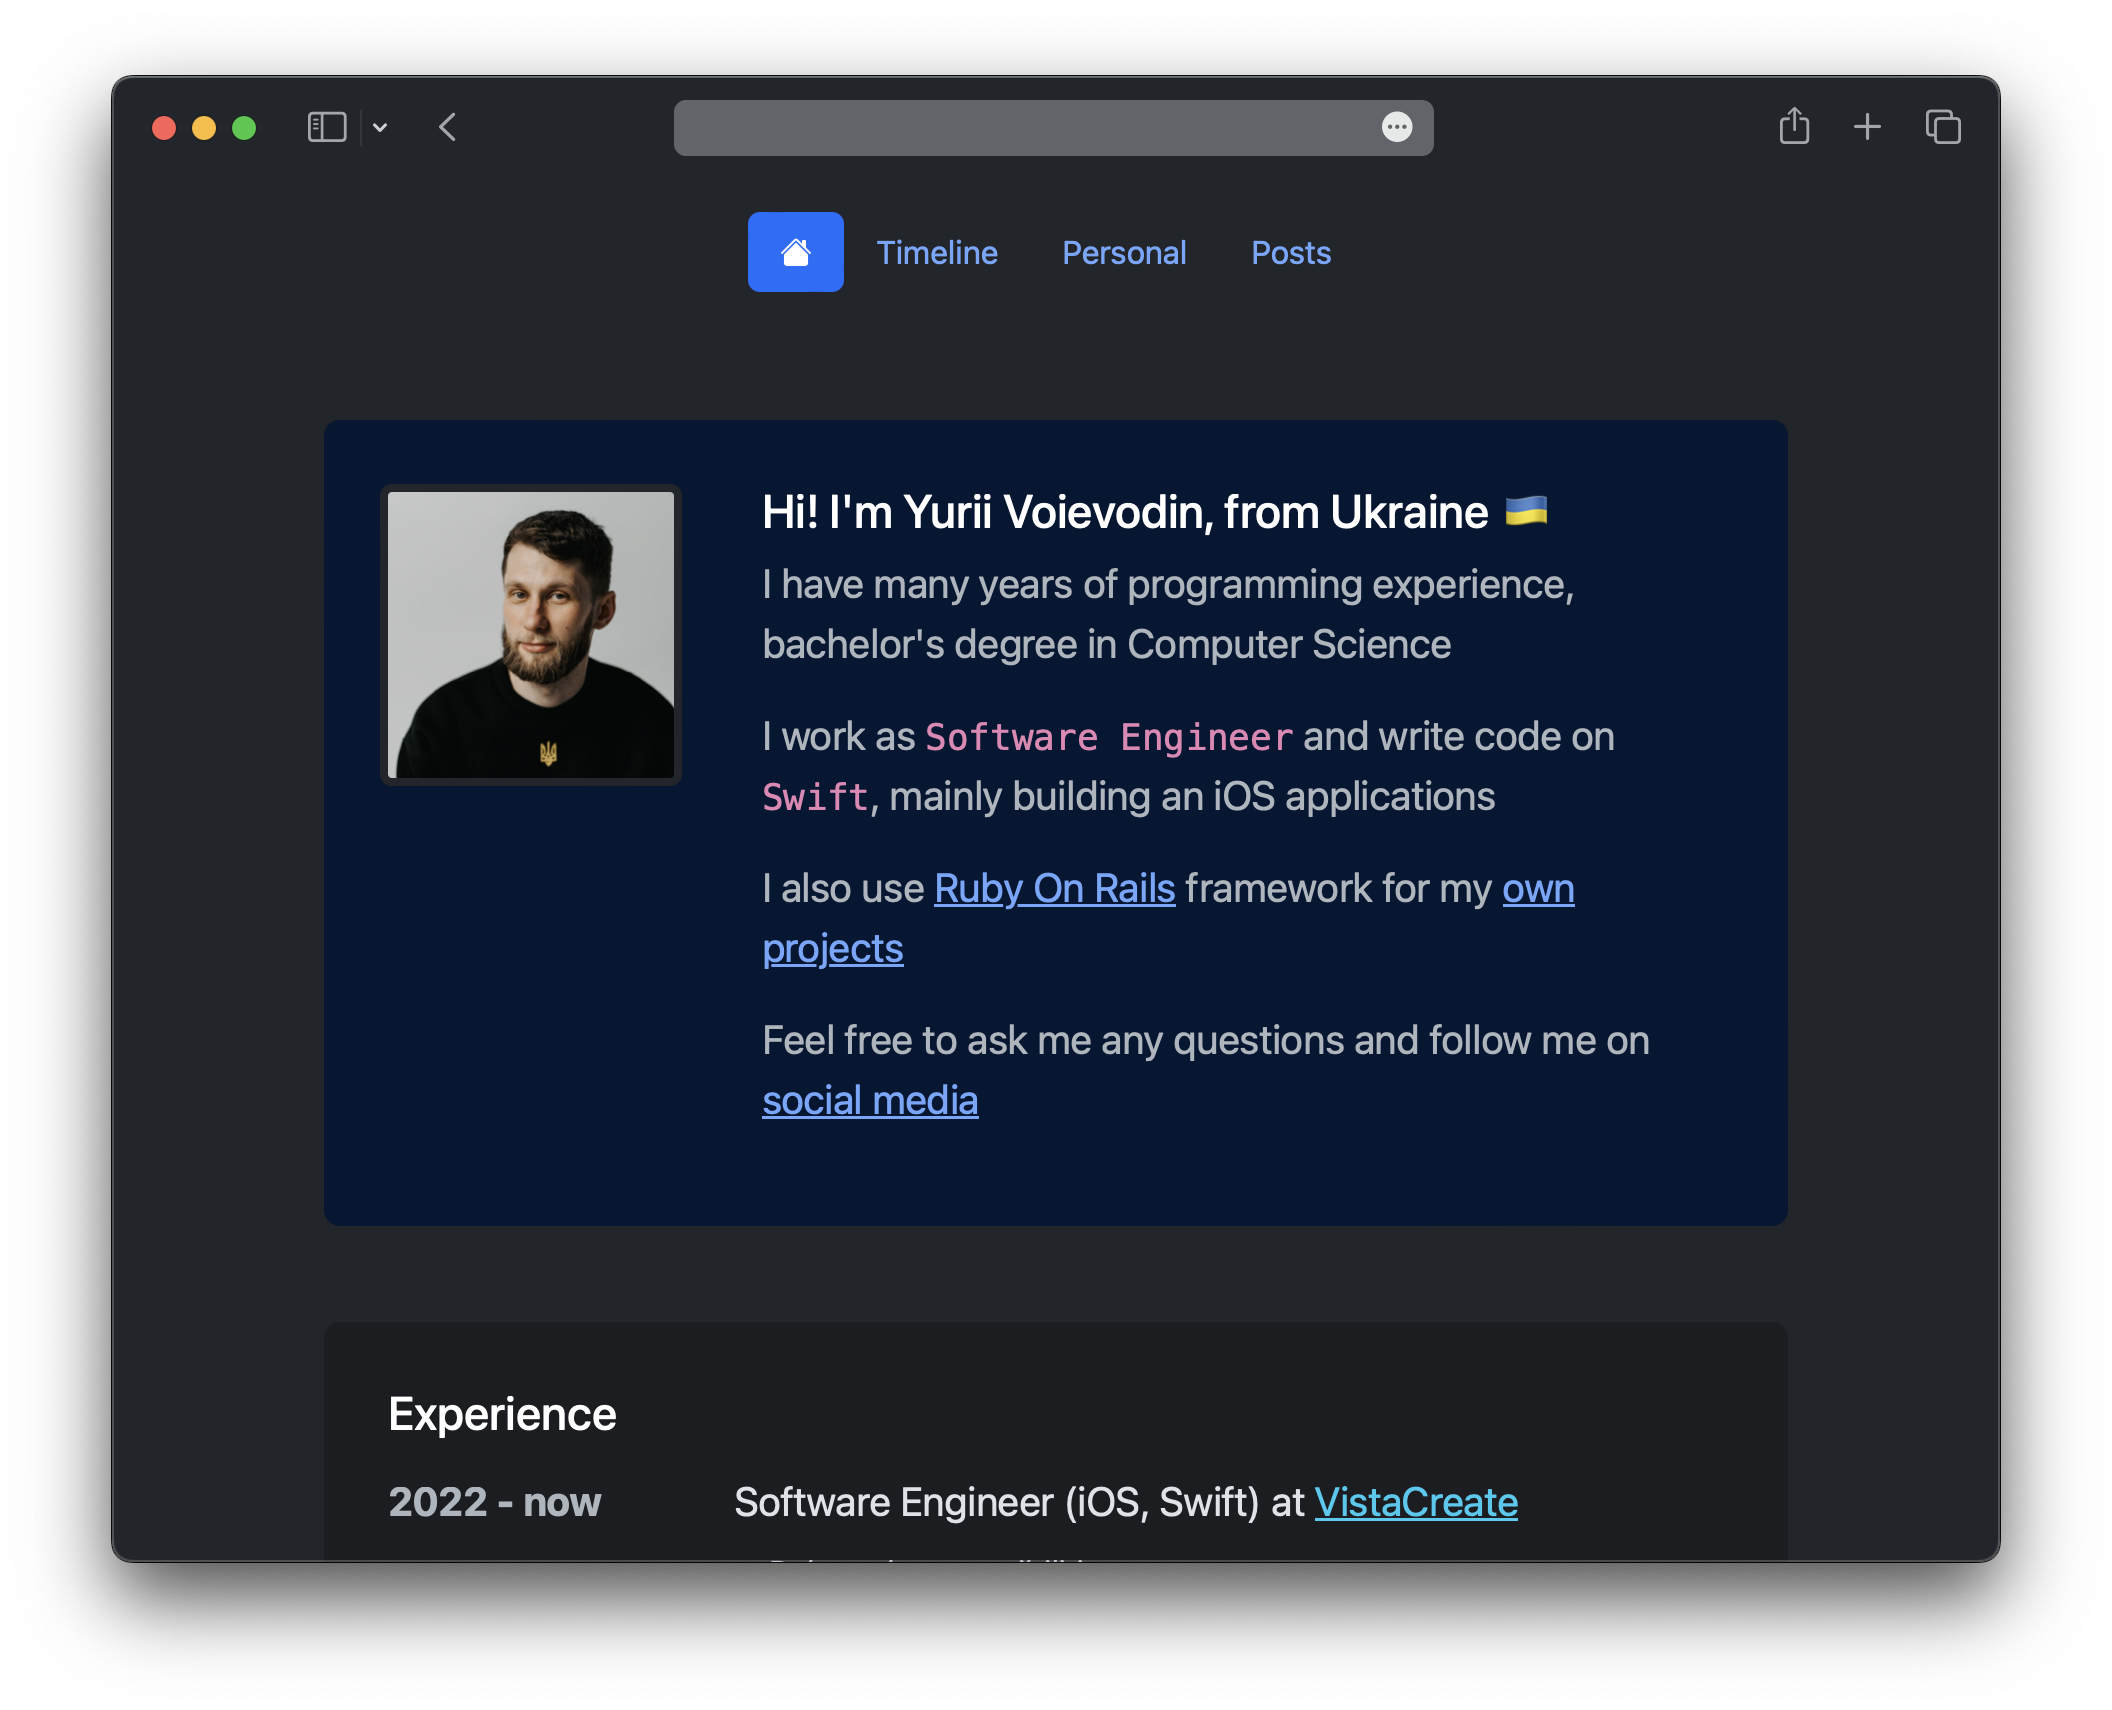 Timeline Personal Posts
Hi! I'm Yurii Voievodin, from Ukraine 🇺🇦
I have many years of programming experience,
bachelor's degree in Computer Science
I work as Software Engineer and write code on
Swift, mainly building an iOS applications
I also use Ruby On Rails framework for my own
projects
Feel free to ask me any questions and follow me on
social media
Experience
2022 - now Software Engineer (iOS, Swift) at VistaCreate